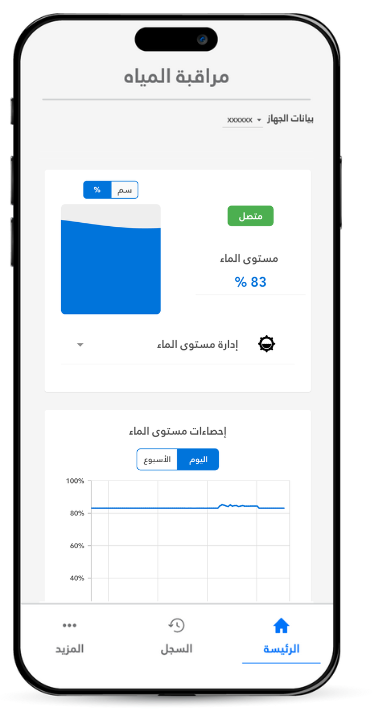 مراقبة المياه
بيانات الجهاز xxxxxx
سم %
متصل
مستوى الماء
83 %
إدارة مستوى الماء
إحصاءات مستوى الماء
اليوم الأسبوع
100%
80%
60%
40%
الرئيسة السجل المزيد